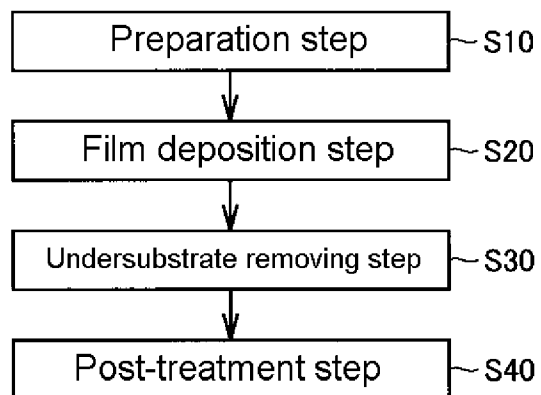 Preparation step S10
Film deposition step S20
Undersubstrate removing step S30
Post-treatment step S40